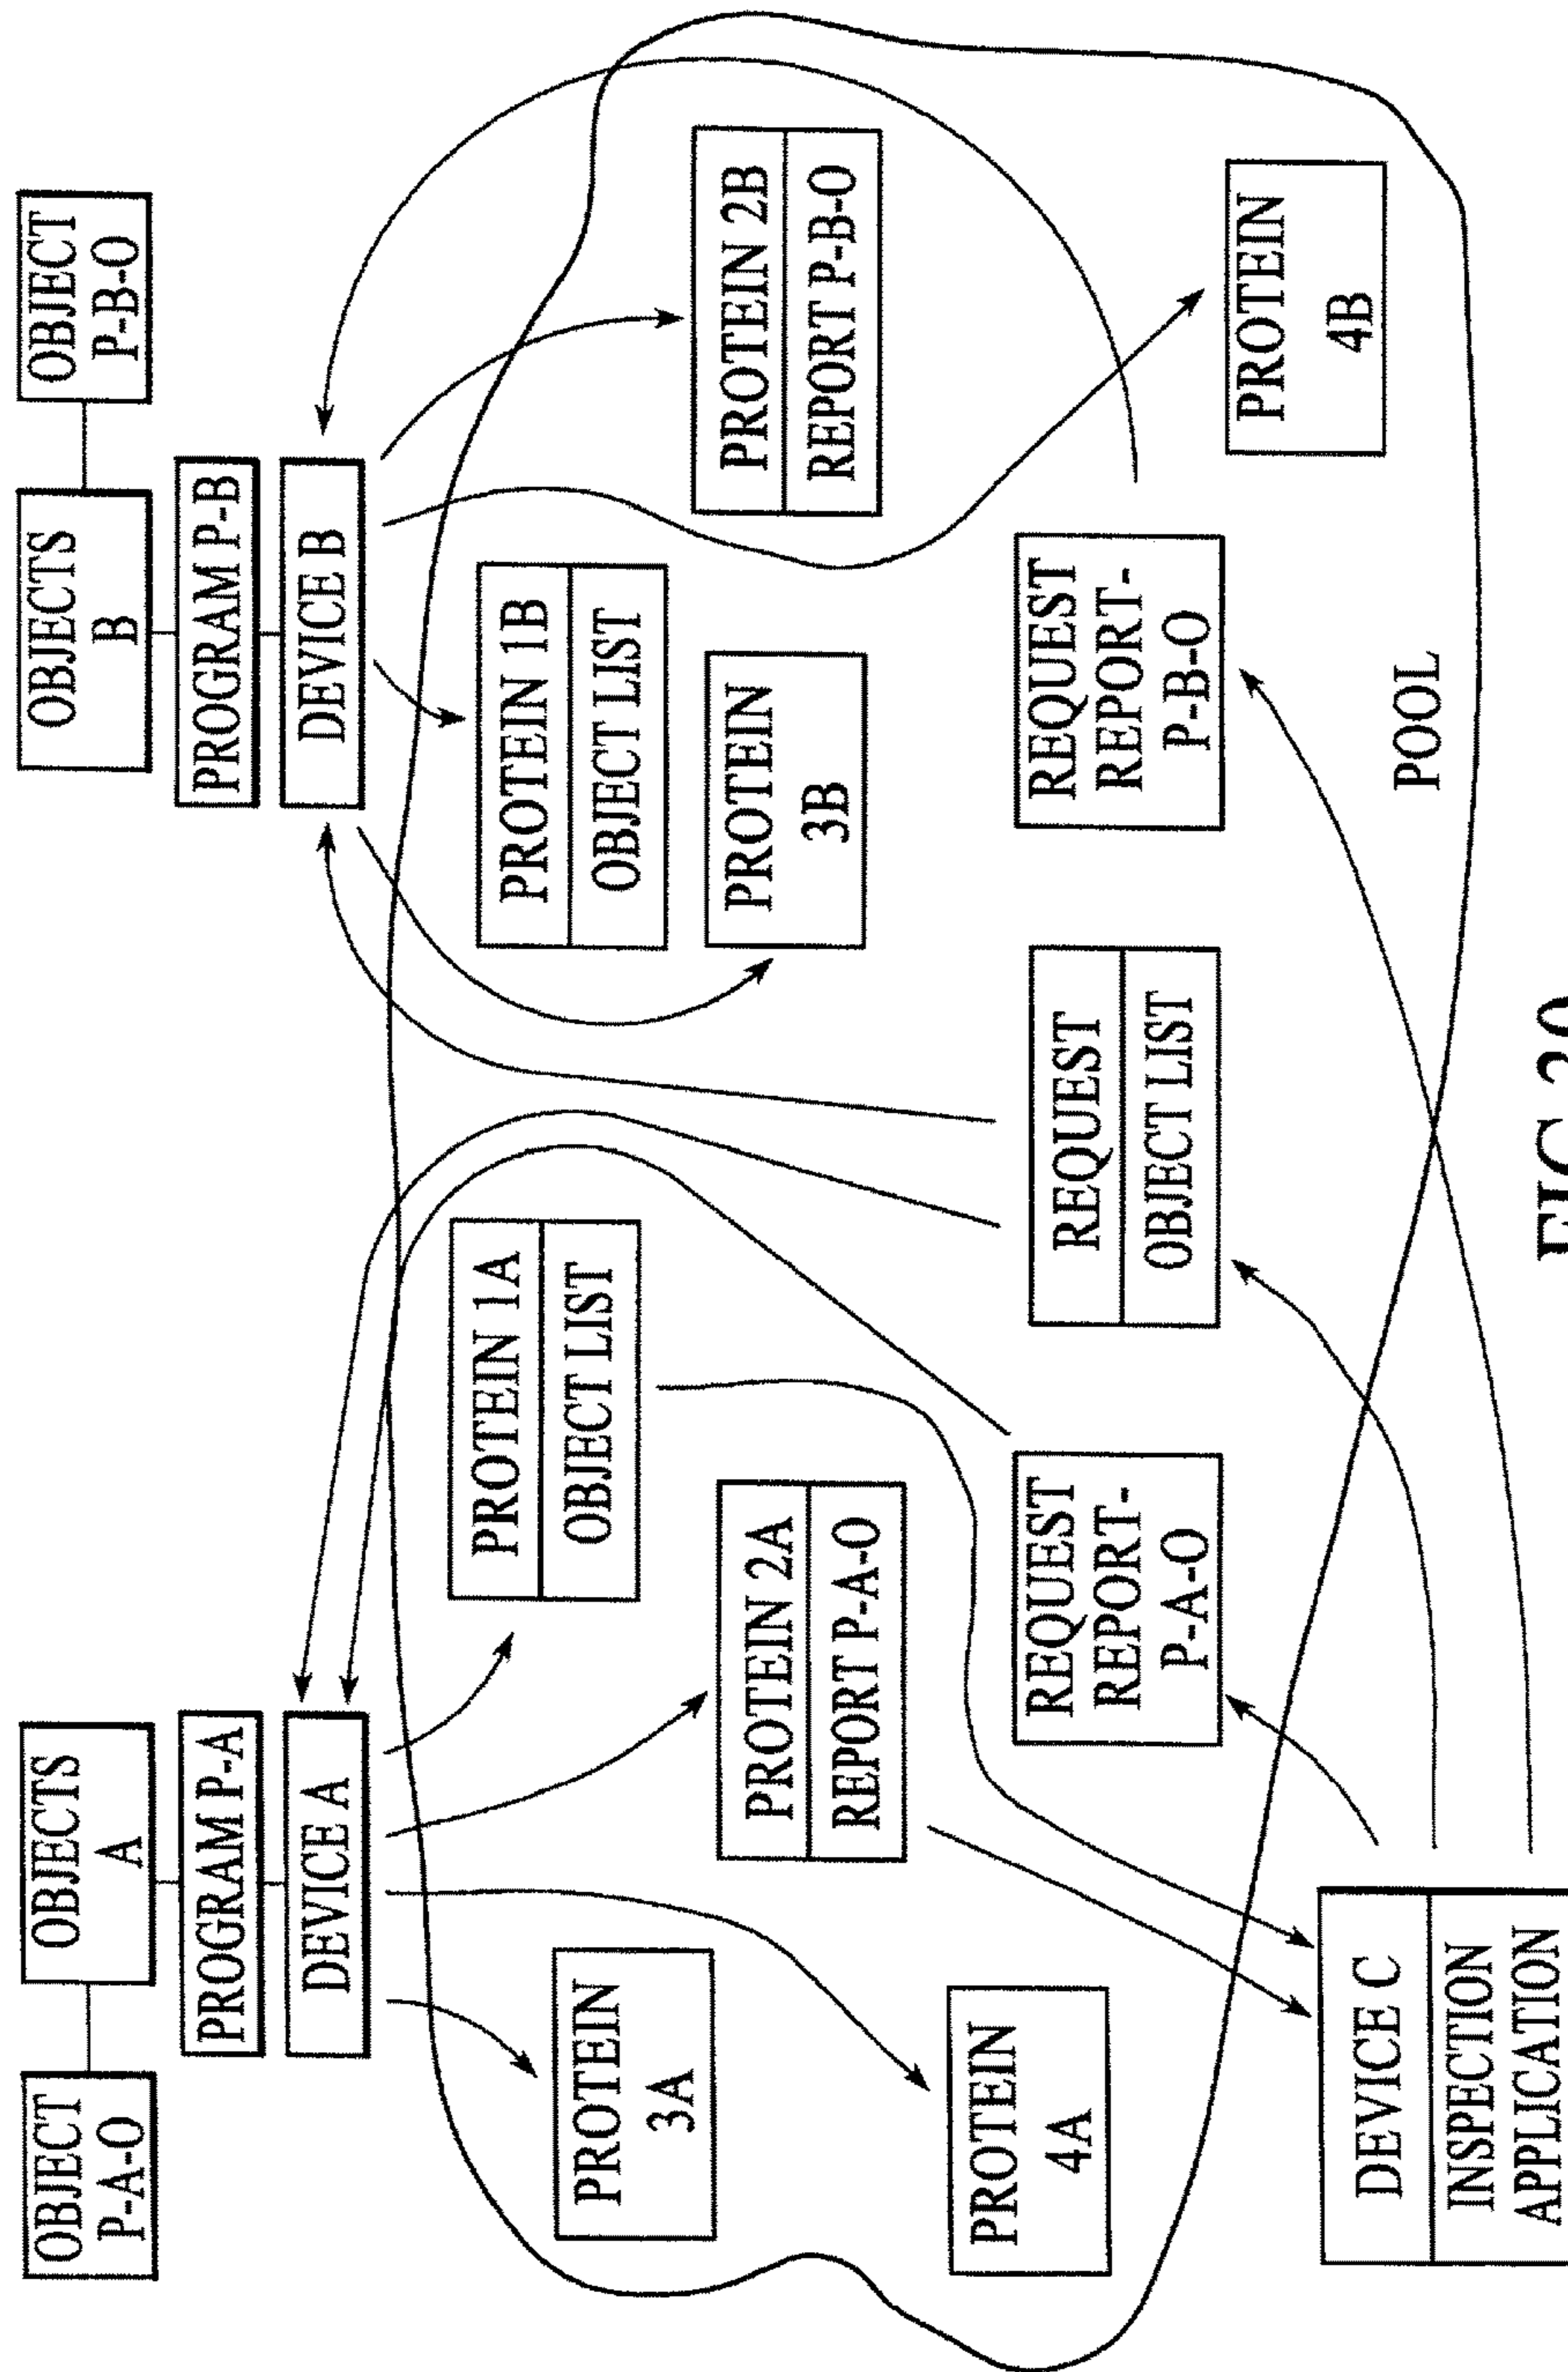 OBJECT
P-A-O
OBJECTS
A
OBJECTS
B
OBJECT
P-B-O
PROGRAM P-A
PROGRAM P-B
DEVICE A
DEVICE B
PROTEIN 1A
OBJECT LIST
PROTEIN 1B
OBJECT LIST
PROTEIN
3A
PROTEIN 2A
REPORT P-A-O
PROTEIN
3B
PROTEIN 2B
REPORT P-B-O
PROTEIN
4A
REQUEST
REPORT-
P-A-O
REQUEST
OBJECT LIST
REQUEST
REPORT-
P-B-O
PROTEIN
4B
DEVICE C
INSPECTION
APPLICATION
POOL